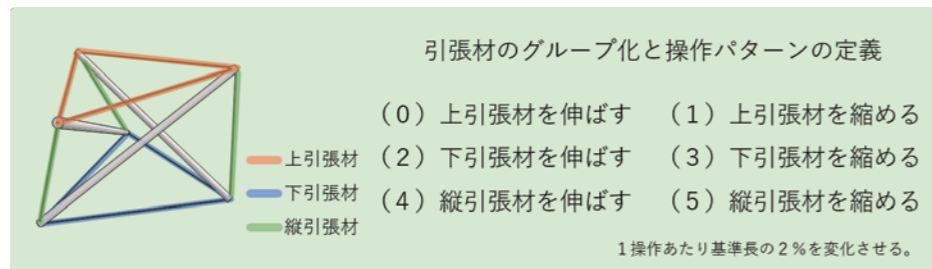 引張材のグループ化と操作パターンの定義
(0)上引張材を伸ばす (1)上引張材を縮める
(2)下引張材を伸ばす (3)下引張材を縮める
(4)縦引張材を伸ばす (5)縦引張材を縮める
1操作あたり基準長の2%を変化させる。
上引張材
下引張材
縦引張材